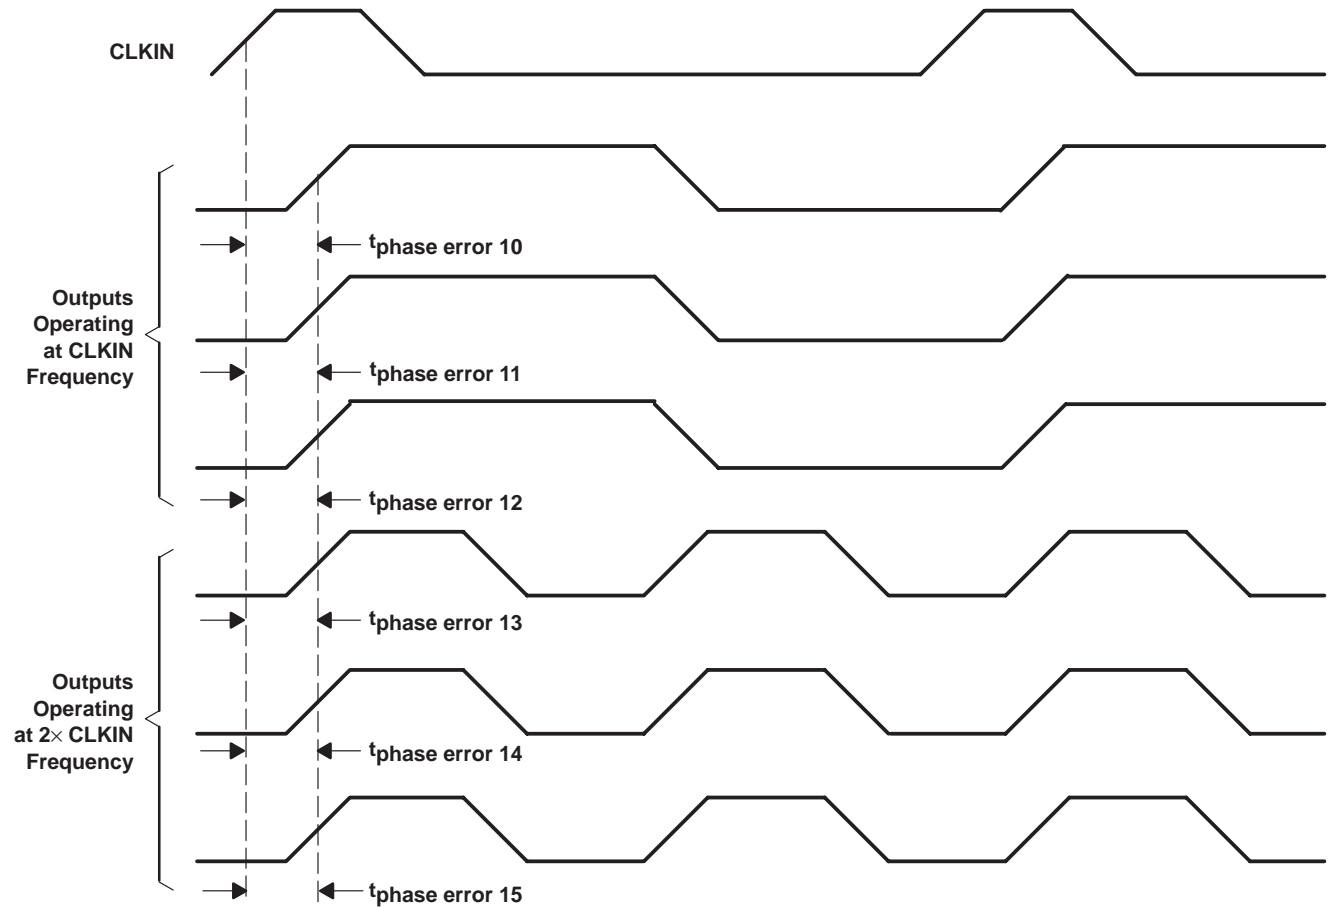 CLKIN
tphase error 10
Outputs
Operating
at CLKIN
Frequency
tphase error 11
tphase error 12
tphase error 13
Outputs
Operating
at 2× CLKIN
Frequency
tphase error 14
tphase error 15